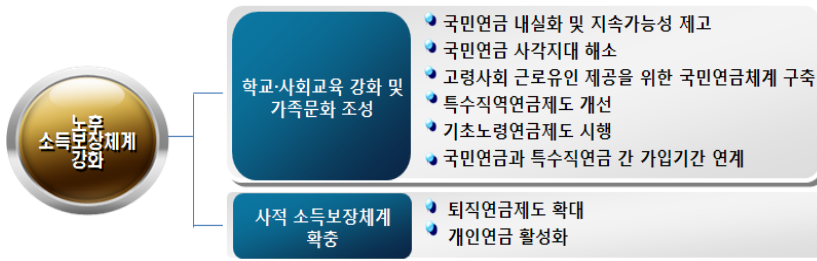 노후
소득보장체계
강화
학교·사회교육 강화 및
가족문화 조성
국민연금 내실화 및 지속가능성 제고
국민연금 사각지대 해소
고령사회 근로유인 제공을 위한 국민연금체계 구축
특수직역연금제도 개선
기초노령연금제도 시행
국민연금과 특수직연금 간 가입기간 연계
사적 소득보장체계
확충
퇴직연금제도 확대
개인연금 활성화